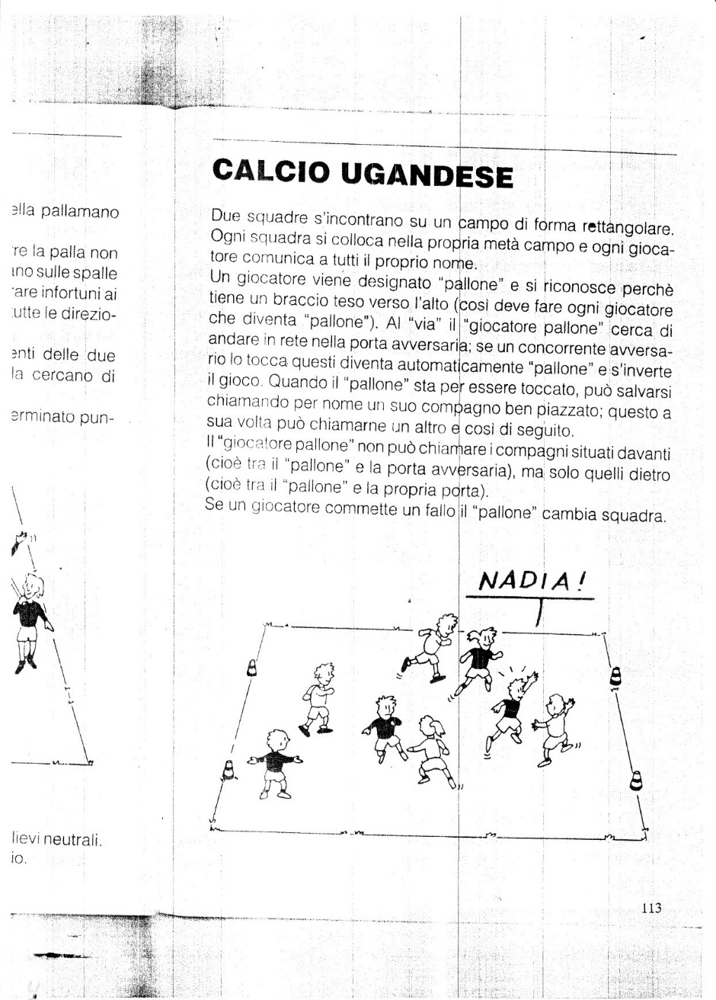 ella pallamano
re la palla non
no sulle spalle
are infortuni ai
utte le direzio-
enti delle due
la cercano di
erminato pun-
lievi neutrali.
io.
CALCIO UGANDESE
Due squadre s'incontrano su un campo di forma rettangolare.
Ogni squadra si colloca nella propria metà campo e ogni gioca-
tore comunica a tutti il proprio nome.
Un giocatore viene designato "pallone" e si riconosce perchè
tiene un braccio teso verso l'alto (così deve fare ogni giocatore
che diventa "pallone"). Al "via" il "giocatore pallone" cerca di
andare in rete nella porta avversaria; se un concorrente avversa-
rio lo tocca questi diventa automaticamente "pallone" e s'inverte
il gioco. Quando il "pallone" sta per essere toccato, può salvarsi
chiamando per nome un suo compagno ben piazzato; questo a
sua volta può chiamarne un altro e così di seguito.
Il "giocatore pallone" non può chiamare i compagni situati davanti
(cioè tra il "pallone" e la porta avversaria), ma solo quelli dietro
(cioè tra il "pallone" e la propria porta).
Se un giocatore commette un fallo il "pallone" cambia squadra.
NADIA!
113